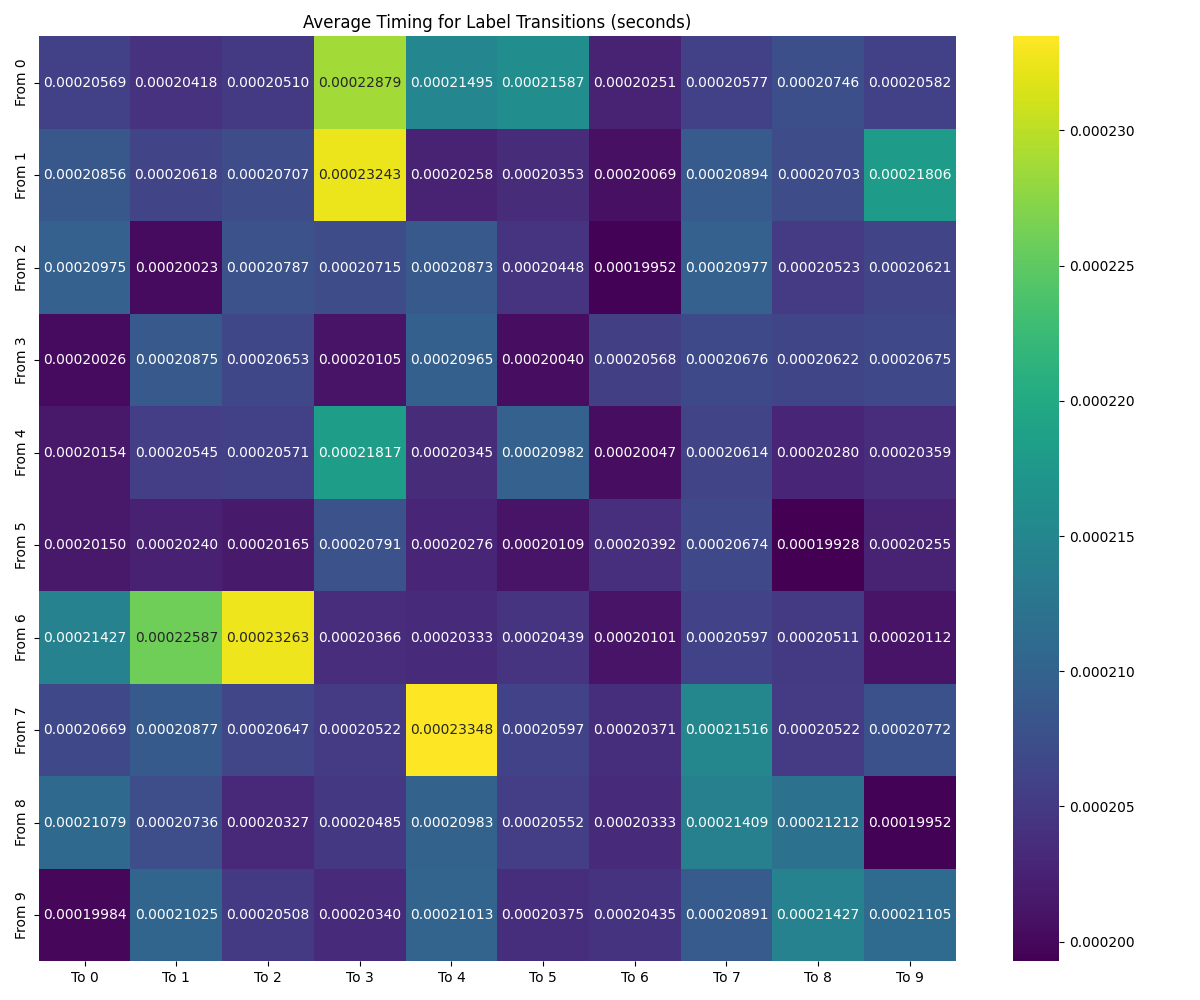 Average Timing for Label Transitions (seconds)
From 0 0.00020569 0.00020418 0.00020510 0.00022879 0.00021495 0.00021587 0.00020251 0.00020577 0.00020746 0.00020582
From 1 0.00020856 0.00020618 0.00020707 0.00023243 0.00020258 0.00020353 0.00020069 0.00020894 0.00020703 0.00021806
From 2 0.00020975 0.00020023 0.00020787 0.00020715 0.00020873 0.00020448 0.00019952 0.00020977 0.00020523 0.00020621
From 3 0.00020026 0.00020875 0.00020653 0.00020105 0.00020965 0.00020040 0.00020568 0.00020676 0.00020622 0.00020675
From 4 0.00020154 0.00020545 0.00020571 0.00021817 0.00020345 0.00020982 0.00020047 0.00020614 0.00020280 0.00020359
From 5 0.00020150 0.00020240 0.00020165 0.00020791 0.00020276 0.00020109 0.00020392 0.00020674 0.00019928 0.00020255
From 6 0.00021427 0.00022587 0.00023263 0.00020366 0.00020333 0.00020439 0.00020101 0.00020597 0.00020511 0.00020112
From 7 0.00020669 0.00020877 0.00020647 0.00020522 0.00023348 0.00020597 0.00020371 0.00021516 0.00020522 0.00020772
From 8 0.00021079 0.00020736 0.00020327 0.00020485 0.00020983 0.00020552 0.00020333 0.00021409 0.00021212 0.00019952
From 9 0.00019984 0.00021025 0.00020508 0.00020340 0.00021013 0.00020375 0.00020435 0.00020891 0.00021427 0.00021105
To 0 To 1 To 2 To 3 To 4 To 5 To 6 To 7 To 8 To 9
0.000230
0.000225
0.000220
0.000215
0.000210
0.000205
0.000200